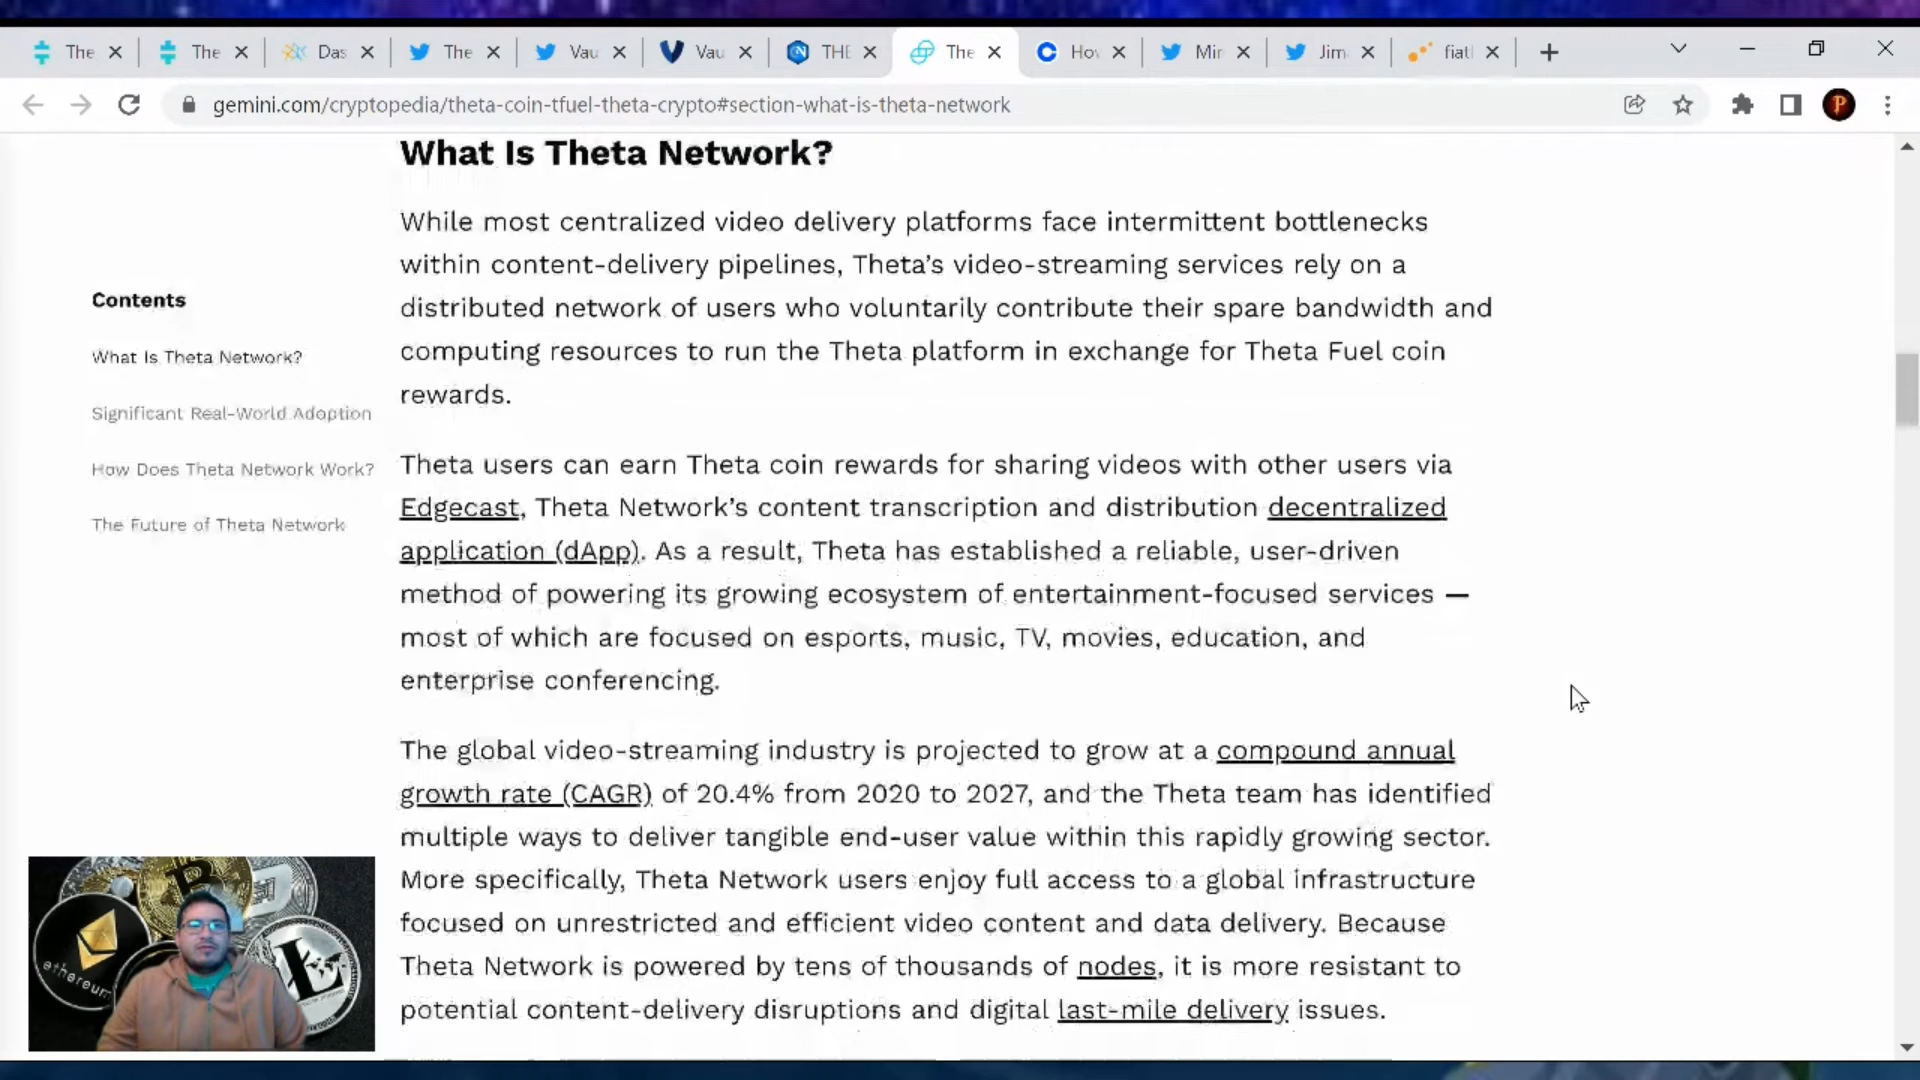 The
The
Das
The
Vau
Vau
THE
The
Hov
Mir
Jim
fiatl
gemini.com/cryptopedia/theta-coin-tfuel-theta-crypto#section-what-is-theta-network
What Is Theta Network?
While most centralized video delivery platforms face intermittent bottlenecks
within content-delivery pipelines, Theta’s video-streaming services rely on a
distributed network of users who voluntarily contribute their spare bandwidth and
computing resources to run the Theta platform in exchange for Theta Fuel coin
rewards.
Contents
What Is Theta Network?
Significant Real-World Adoption
How Does Theta Network Work?
The Future of Theta Network
Theta users can earn Theta coin rewards for sharing videos with other users via
Edgecast, Theta Network’s content transcription and distribution decentralized
application (dApp). As a result, Theta has established a reliable, user-driven
method of powering its growing ecosystem of entertainment-focused services —
most of which are focused on esports, music, TV, movies, education, and
enterprise conferencing.
The global video-streaming industry is projected to grow at a compound annual
growth rate (CAGR) of 20.4% from 2020 to 2027, and the Theta team has identified
multiple ways to deliver tangible end-user value within this rapidly growing sector.
More specifically, Theta Network users enjoy full access to a global infrastructure
focused on unrestricted and efficient video content and data delivery. Because
Theta Network is powered by tens of thousands of nodes, it is more resistant to
potential content-delivery disruptions and digital last-mile delivery issues.
ethereum